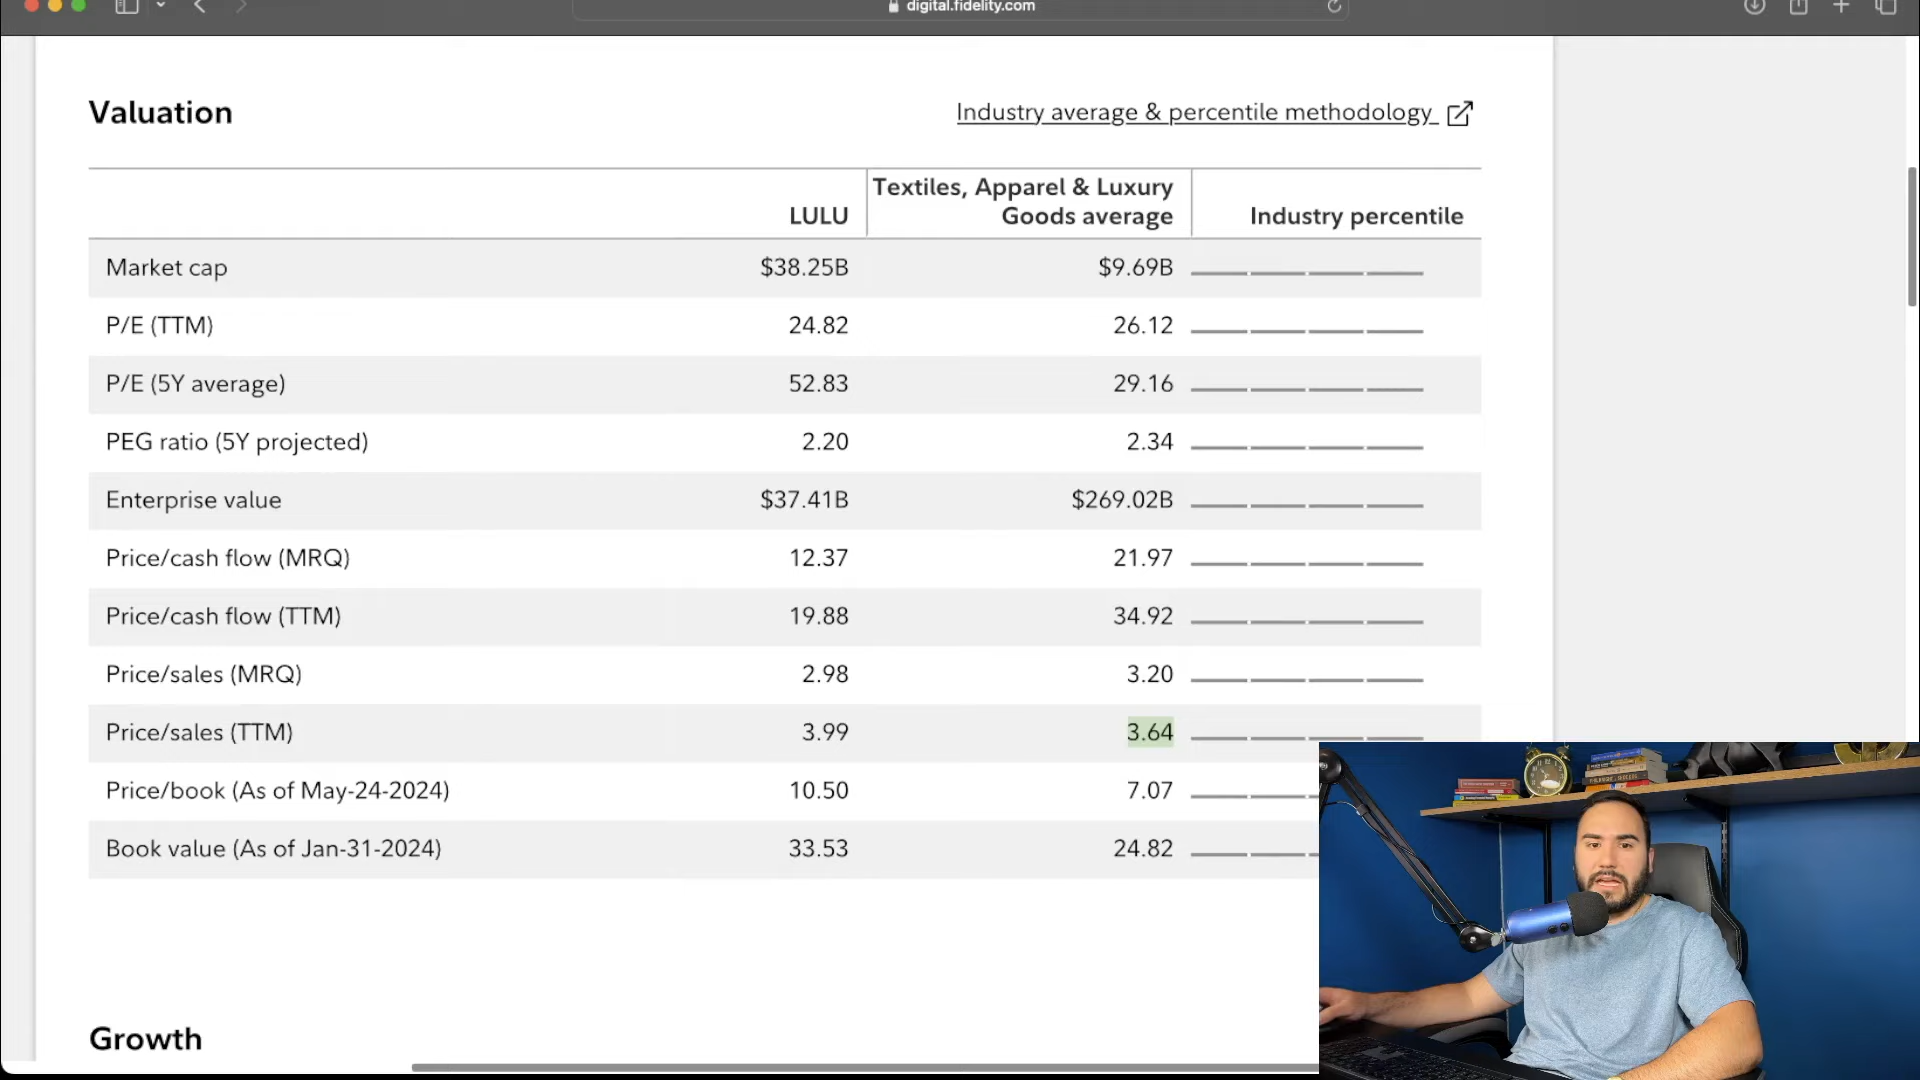 digital.fidelity.com
Valuation
Industry average & percentile methodology
LULU
Textiles, Apparel & Luxury
Goods average
Industry percentile
Market cap $38.25B $9.69B
P/E (TTM) 24.82 26.12
P/E (5Y average) 52.83 29.16
PEG ratio (5Y projected) 2.20 2.34
Enterprise value $37.41B $269.02B
Price/cash flow (MRQ) 12.37 21.97
Price/cash flow (TTM) 19.88 34.92
Price/sales (MRQ) 2.98 3.20
Price/sales (TTM) 3.99 3.64
Price/book (As of May-24-2024) 10.50 7.07
Book value (As of Jan-31-2024) 33.53 24.82
Growth